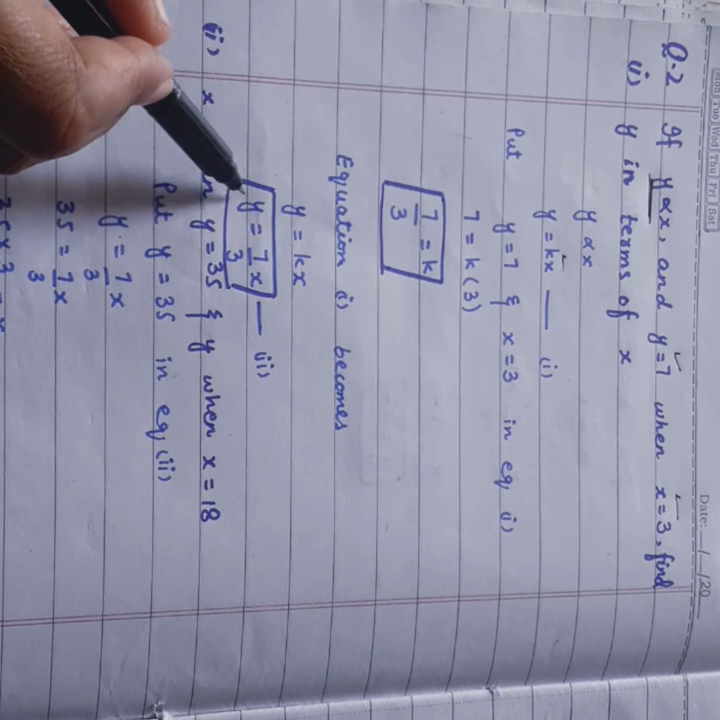 Mon Tue Wed Thu Fri Sat
Date: __/__/20__
Q.2 If y αx, and y=7 when x=3, find
(i) y in terms of x
y αx
y=kx — (i)
Put y=7 & x=3 in eq (i)
7 = k(3)
7/3 = k
Equation (i) becomes
y = kx
y = 7/3 x — (ii)
(ii) x y = 35 & y when x = 18
Put y = 35 in eq (ii)
y = 7/3 x
35 = 7/3 x